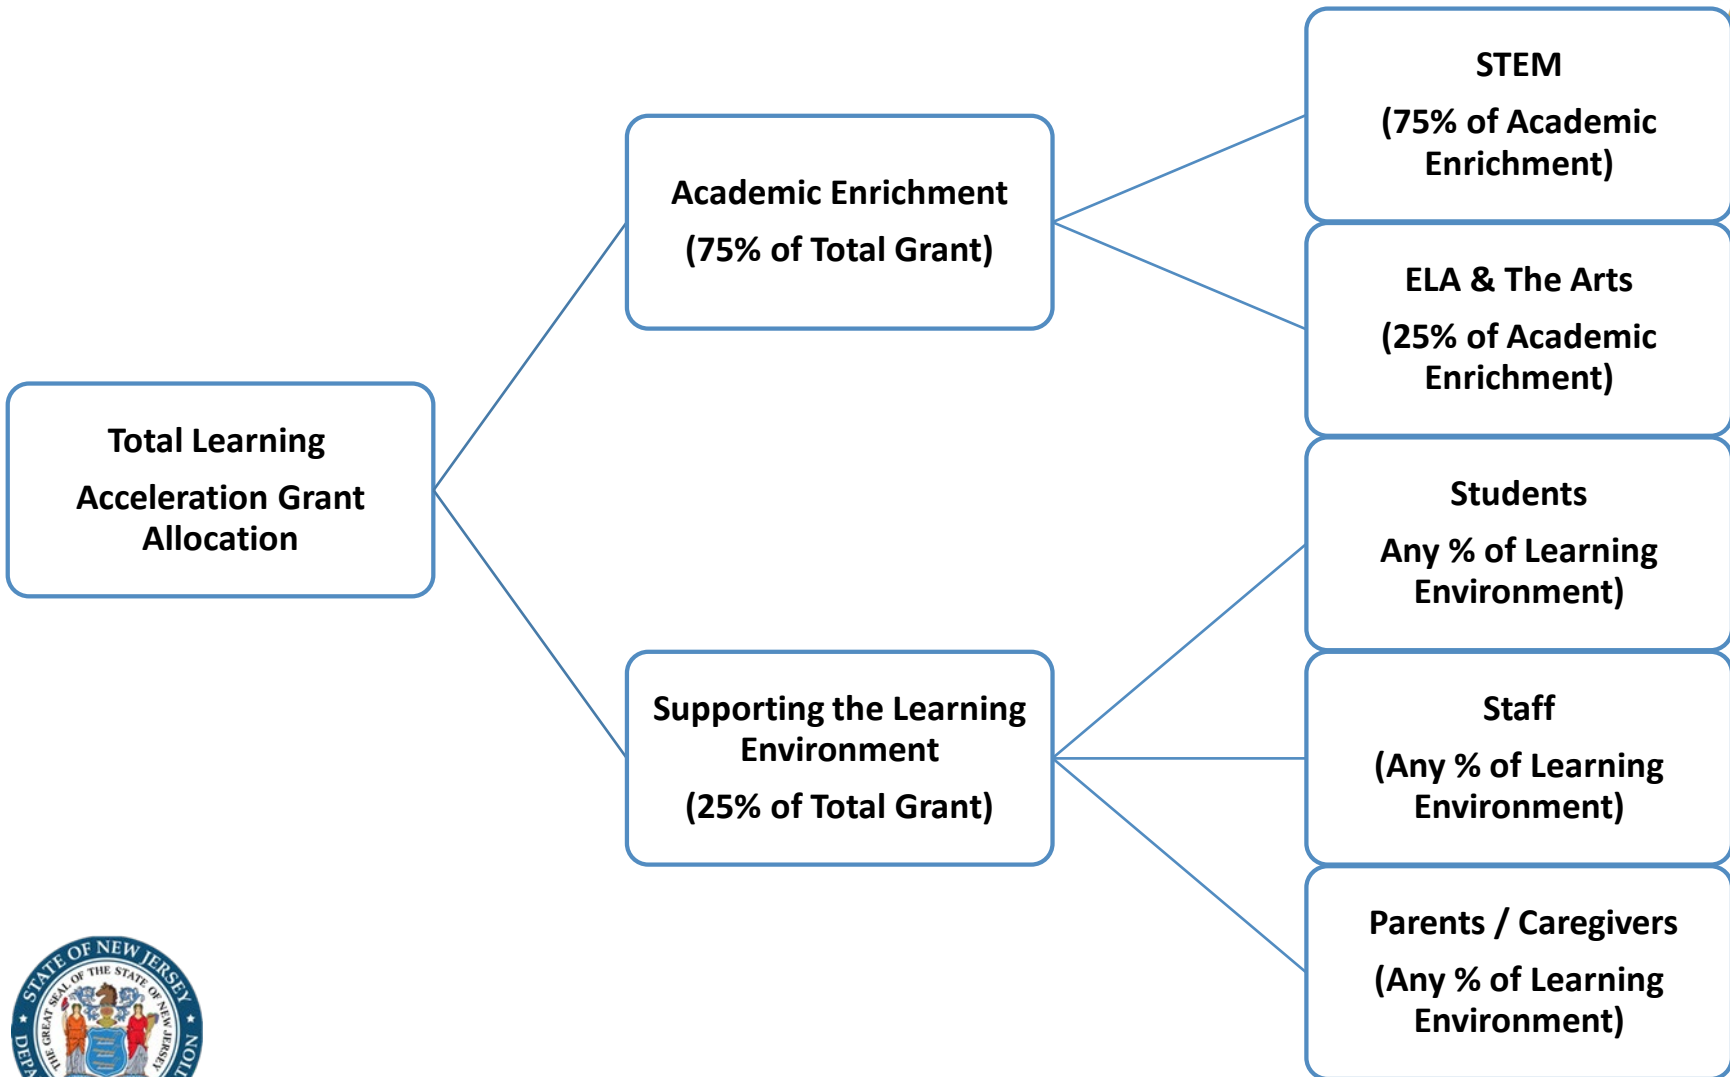 Total Learning
Acceleration Grant
Allocation
Academic Enrichment
(75% of Total Grant)
Supporting the Learning
Environment
(25% of Total Grant)
STEM
(75% of Academic
Enrichment)
ELA & The Arts
(25% of Academic
Enrichment)
Students
Any % of Learning
Environment)
Staff
(Any % of Learning
Environment)
Parents / Caregivers
(Any % of Learning
Environment)
STATE OF NEW JERSEY
THE GREAT SEAL OF THE STATE OF NEW JERSEY